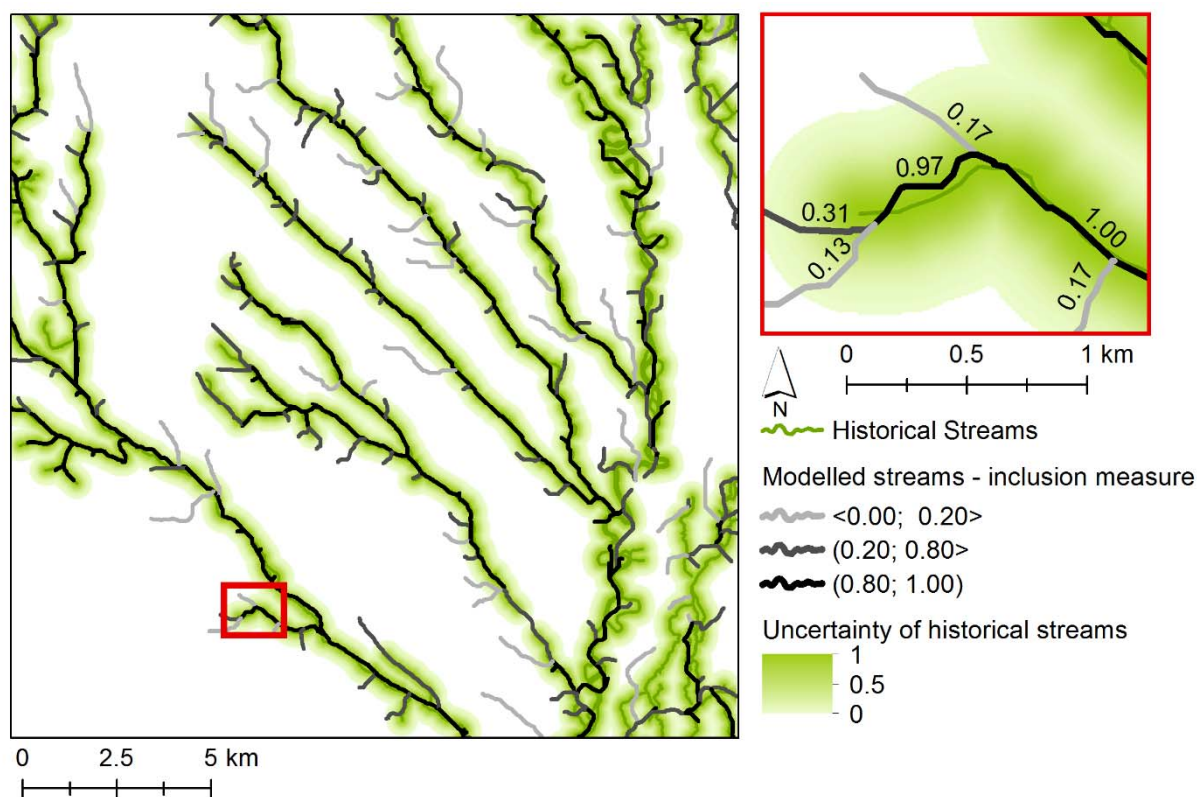 0.17
0.97
0.31
0.13
1.00
0.17
0 0.5 1 km
N
Historical Streams
Modelled streams - inclusion measure
<0.00; 0.20>
(0.20; 0.80>
(0.80; 1.00)
Uncertainty of historical streams
1
0.5
0
0 2.5 5 km